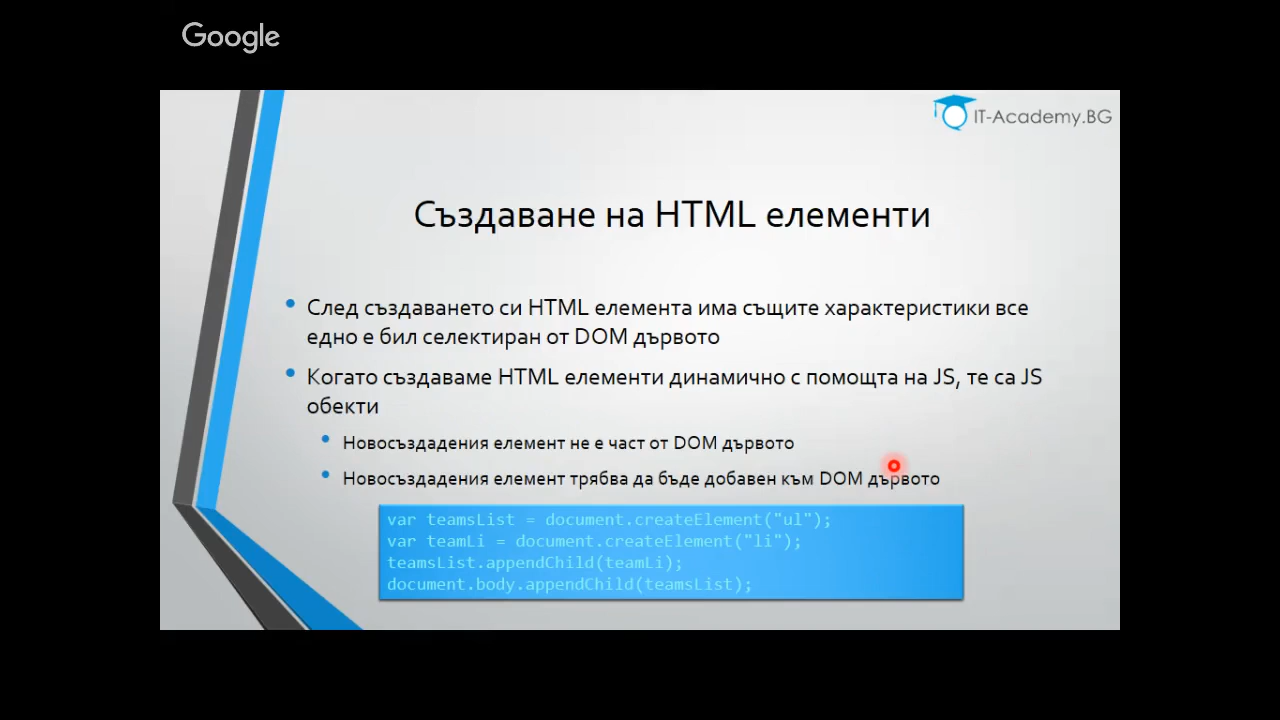 Google
IT-Academy.BG
Създаване на HTML елементи
След създаването си HTML елемента има същите характеристики все
едно е бил селектиран от DOM дървото
Когато създаваме HTML елементи динамично с помощта на JS, те са JS
обекти
Новосъздадения елемент не е част от DOM дървото
Новосъздадения елемент трябва да бъде добавен към DOM дървото
var teamsList = document.createElement("ul");
var teamLi = document.createElement("li");
teamsList.appendChild(teamLi);
document.body.appendChild(teamsList);